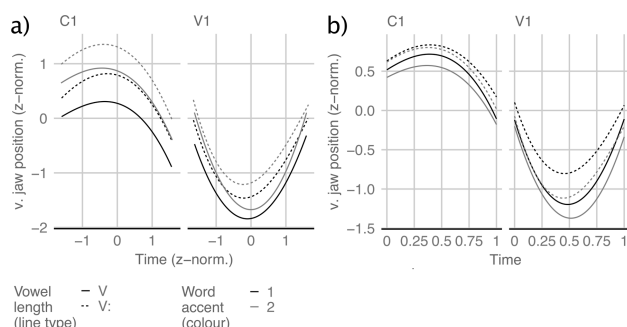 a)
C1 V1
v. jaw position (z-norm.)
1
0
−1
−2
−1 0 1 −1 0 1
Time (z-norm.)
b)
C1 V1
v. jaw position (z-norm.)
0.5
0.0
−0.5
−1.0
−1.5
0 0.25 0.5 0.75 1 0 0.25 0.5 0.75 1
Time
Vowel – V Word – 1
length -- V: accent – 2
(line type) (colour)